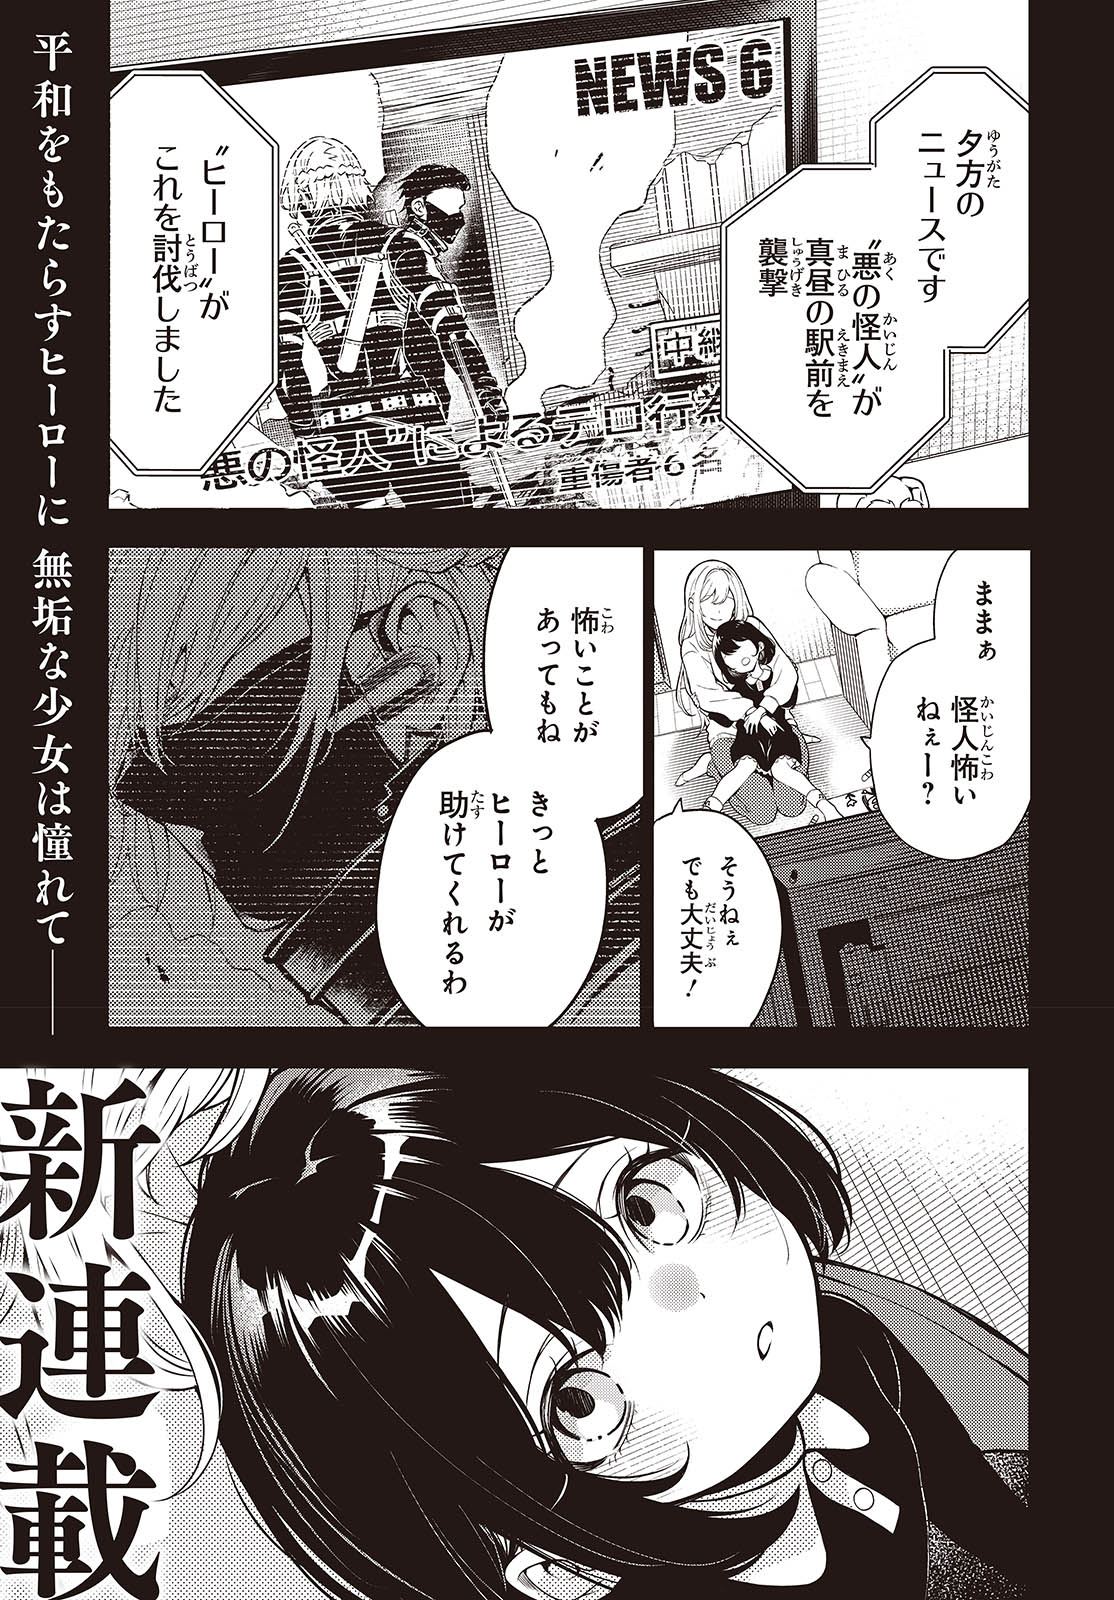 NEWS 6
夕方の
ニュースです
〝悪の怪人〟が
真昼の駅前を
襲撃
〝ヒーロー〟が
これを討伐しました
中継
悪の怪人”によるテロ行為
重傷者6名
ままぁ
怪人怖い
ねぇー?
そうねぇ
でも大丈夫!
怖いことが
あってもね
きっと
ヒーローが
助けてくれるわ
平和をもたらすヒーローに 無垢な少女は憧れて――
新連載